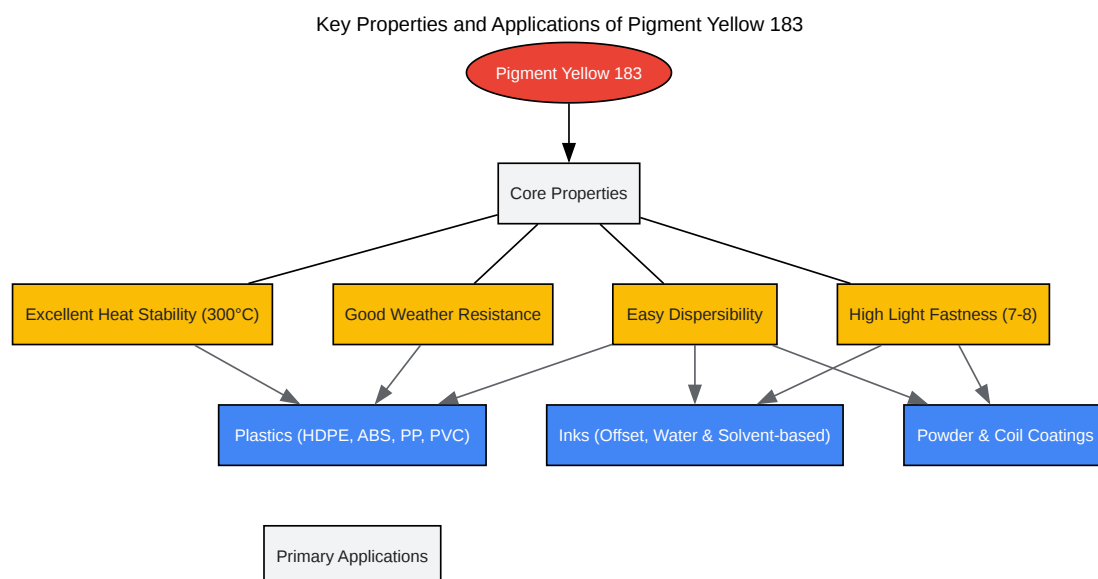 Key Properties and Applications of Pigment Yellow 183
Pigment Yellow 183
Core Properties
Excellent Heat Stability (300°C)
Good Weather Resistance
Easy Dispersibility
High Light Fastness (7-8)
Plastics (HDPE, ABS, PP, PVC)
Inks (Offset, Water & Solvent-based)
Powder & Coil Coatings
Primary Applications